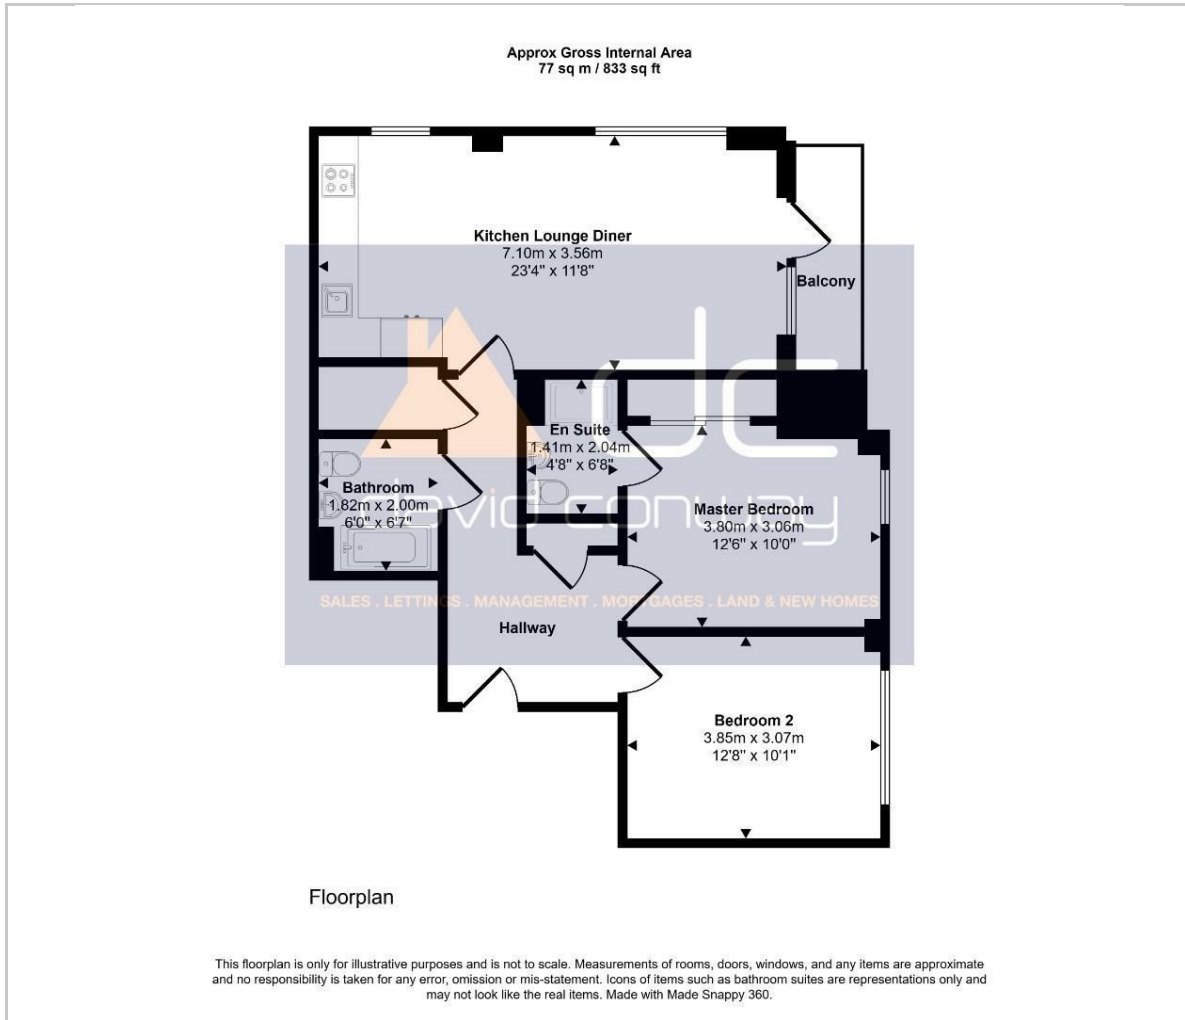 Approx Gross Internal Area
77 sq m / 833 sq ft
Kitchen Lounge Diner
7.10m x 3.56m
23'4" x 11'8"
Balcony
En Suite
1.41m x 2.04m
4'8" x 6'8"
Bathroom
1.82m x 2.00m
6'0" x 6'7"
Master Bedroom
3.80m x 3.06m
12'6" x 10'0"
dc
david conway
SALES . LETTINGS . MANAGEMENT . MORTGAGES . LAND & NEW HOMES
Hallway
Bedroom 2
3.85m x 3.07m
12'8" x 10'1"
Floorplan
This floorplan is only for illustrative purposes and is not to scale. Measurements of rooms, doors, windows, and any items are approximate
and no responsibility is taken for any error, omission or mis-statement. Icons of items such as bathroom suites are representations only and
may not look like the real items. Made with Made Snappy 360.